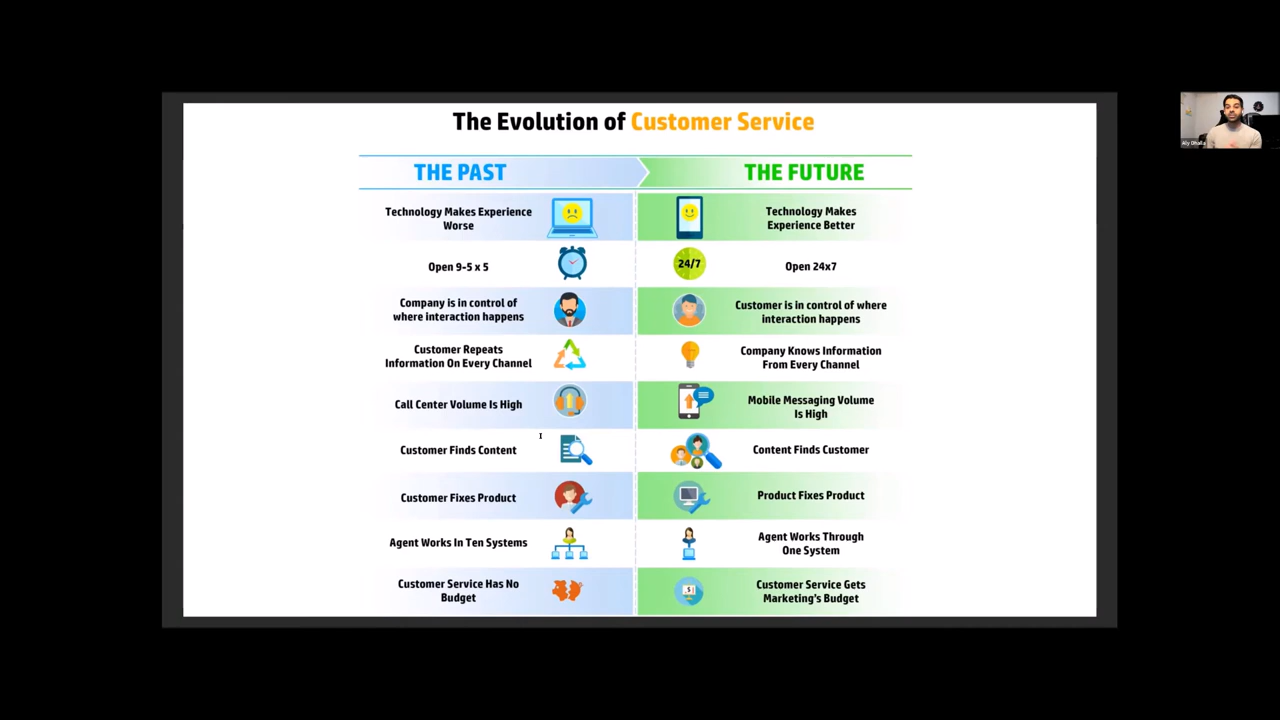 The Evolution of Customer Service
THE PAST
THE FUTURE
Technology Makes Experience
Worse
Technology Makes
Experience Better
Open 9-5 x 5
24/7
Open 24x7
Company is in control of
where interaction happens
Customer is in control of where
interaction happens
Customer Repeats
Information On Every Channel
Company Knows Information
From Every Channel
Call Center Volume Is High
Mobile Messaging Volume
Is High
Customer Finds Content
Content Finds Customer
Customer Fixes Product
Product Fixes Product
Agent Works In Ten Systems
Agent Works Through
One System
Customer Service Has No
Budget
$
Customer Service Gets
Marketing's Budget
Aly Dhalla